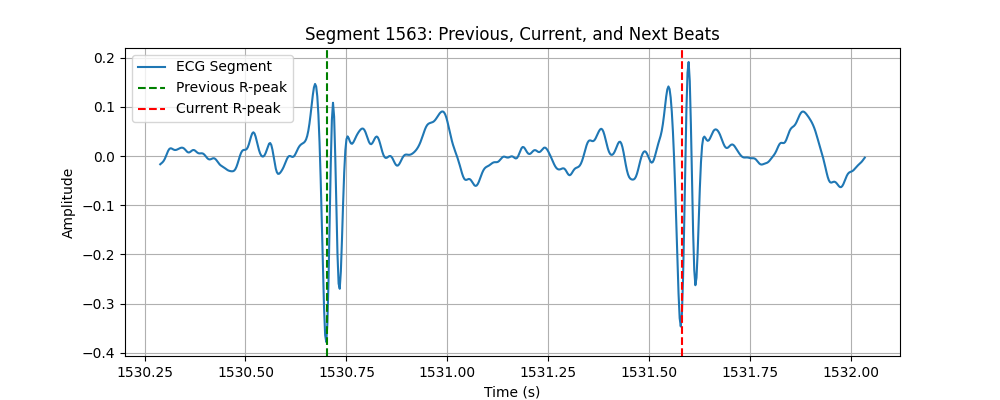 Segment 1563: Previous, Current, and Next Beats
ECG Segment
Previous R-peak
Current R-peak
Amplitude
0.2
0.1
0.0
−0.1
−0.2
−0.3
−0.4
1530.25 1530.50 1530.75 1531.00 1531.25 1531.50 1531.75 1532.00
Time (s)